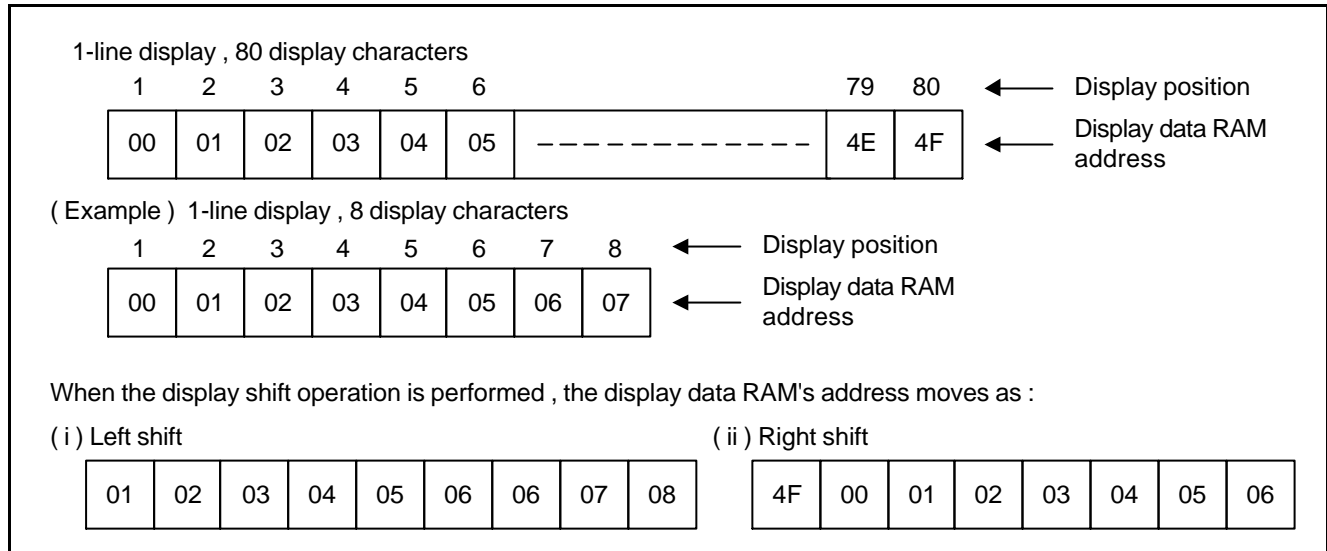 1-line display , 80 display characters
1 2 3 4 5 6 79 80 Display position
00 01 02 03 04 05 4E 4F Display data RAM
address
( Example ) 1-line display , 8 display characters
1 2 3 4 5 6 7 8 Display position
00 01 02 03 04 05 06 07 Display data RAM
address
When the display shift operation is performed , the display data RAM's address moves as :
( i ) Left shift ( ii ) Right shift
01 02 03 04 05 06 06 07 08 4F 00 01 02 03 04 05 06